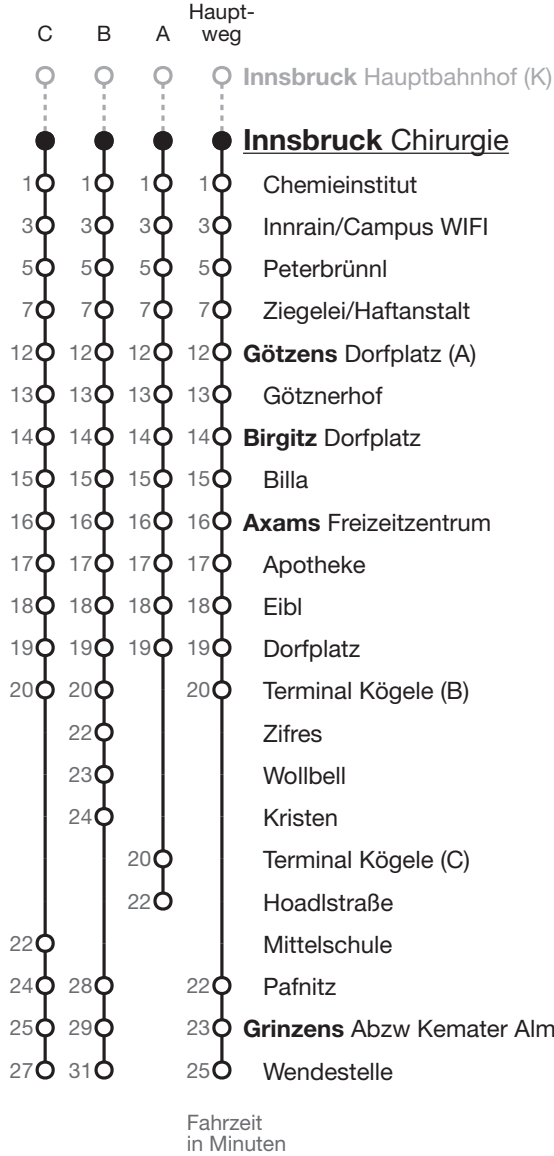 C B A Haupt-
weg
Innsbruck Hauptbahnhof (K)
Innsbruck Chirurgie
1 1 1 1 Chemieinstitut
3 3 3 3 Innrain/Campus WIFI
5 5 5 5 Peterbrünnl
7 7 7 7 Ziegelei/Haftanstalt
12 12 12 12 Götzens Dorfplatz (A)
13 13 13 13 Götznerhof
14 14 14 14 Birgitz Dorfplatz
15 15 15 15 Billa
16 16 16 16 Axams Freizeitzentrum
17 17 17 17 Apotheke
18 18 18 18 Eibl
19 19 19 19 Dorfplatz
20 20 20 Terminal Kögele (B)
22 Zifres
23 Wollbell
24 Kristen
20 Terminal Kögele (C)
22 Hoadlstraße
22 Mittelschule
24 28 22 Pafnitz
25 29 23 Grinzens Abzw Kemater Alm
27 31 25 Wendestelle
Fahrzeit
in Minuten